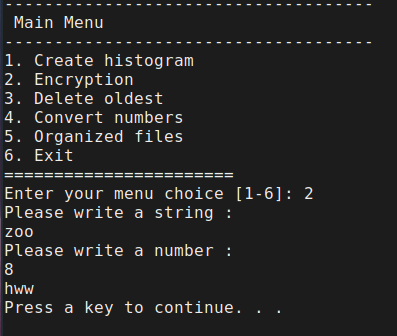 -------------------------------------
Main Menu
-------------------------------------
1. Create histogram
2. Encryption
3. Delete oldest
4. Convert numbers
5. Organized files
6. Exit
=======================
Enter your menu choice [1-6]: 2
Please write a string :
zoo
Please write a number :
8
hww
Press a key to continue. . .